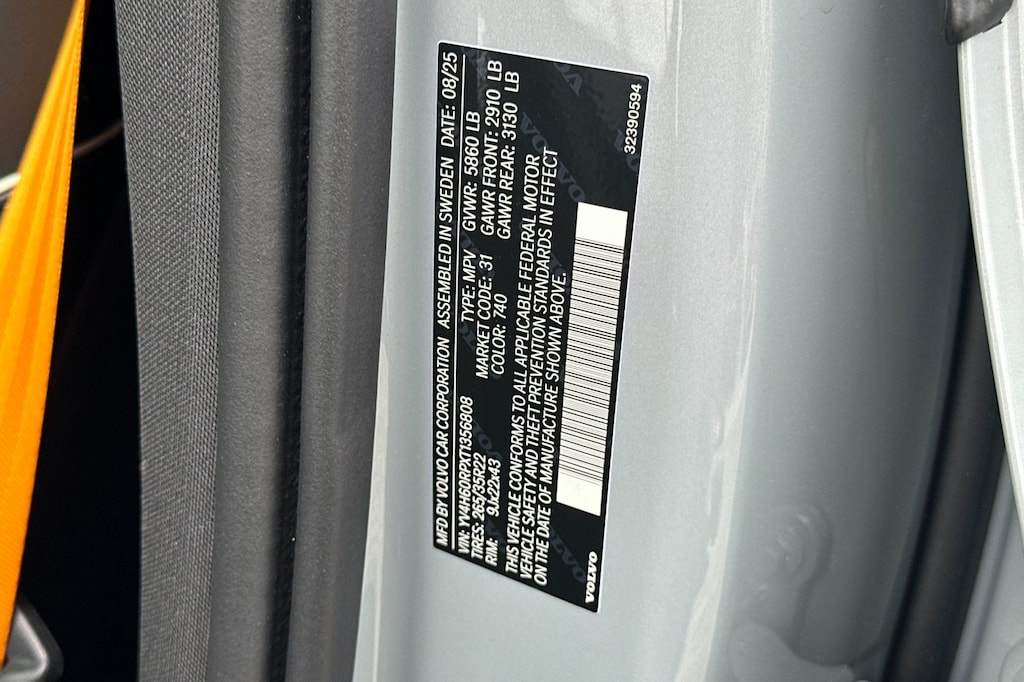 MFD BY VOLVO CAR CORPORATION ASSEMBLED IN SWEDEN DATE: 08/25
VIN: YV4H60RPXT1356808 TYPE: MPV GVWR: 5860 LB
TIRES: 265/35R22 MARKET CODE: 31 GAWR FRONT: 2910 LB
RIM: 9Jx22x43 COLOR: 740 GAWR REAR: 3130 LB
THIS VEHICLE CONFORMS TO ALL APPLICABLE FEDERAL MOTOR
VEHICLE SAFETY AND THEFT PREVENTION STANDARDS IN EFFECT
ON THE DATE OF MANUFACTURE SHOWN ABOVE.
VOLVO
32390594